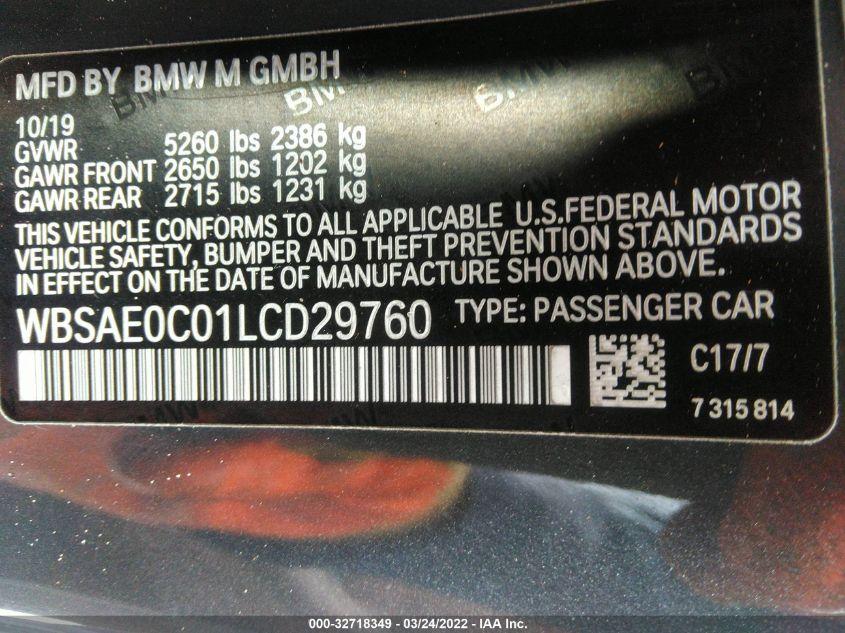 MFD BY BMW M GMBH
10/19
GVWR 5260 lbs 2386 kg
GAWR FRONT 2650 lbs 1202 kg
GAWR REAR 2715 lbs 1231 kg
THIS VEHICLE CONFORMS TO ALL APPLICABLE U.S.FEDERAL MOTOR
VEHICLE SAFETY, BUMPER AND THEFT PREVENTION STANDARDS
IN EFFECT ON THE DATE OF MANUFACTURE SHOWN ABOVE.
WBSAE0C01LCD29760 TYPE: PASSENGER CAR
C17/7
7 315 814
000-32718349 - 03/24/2022 - IAA Inc.